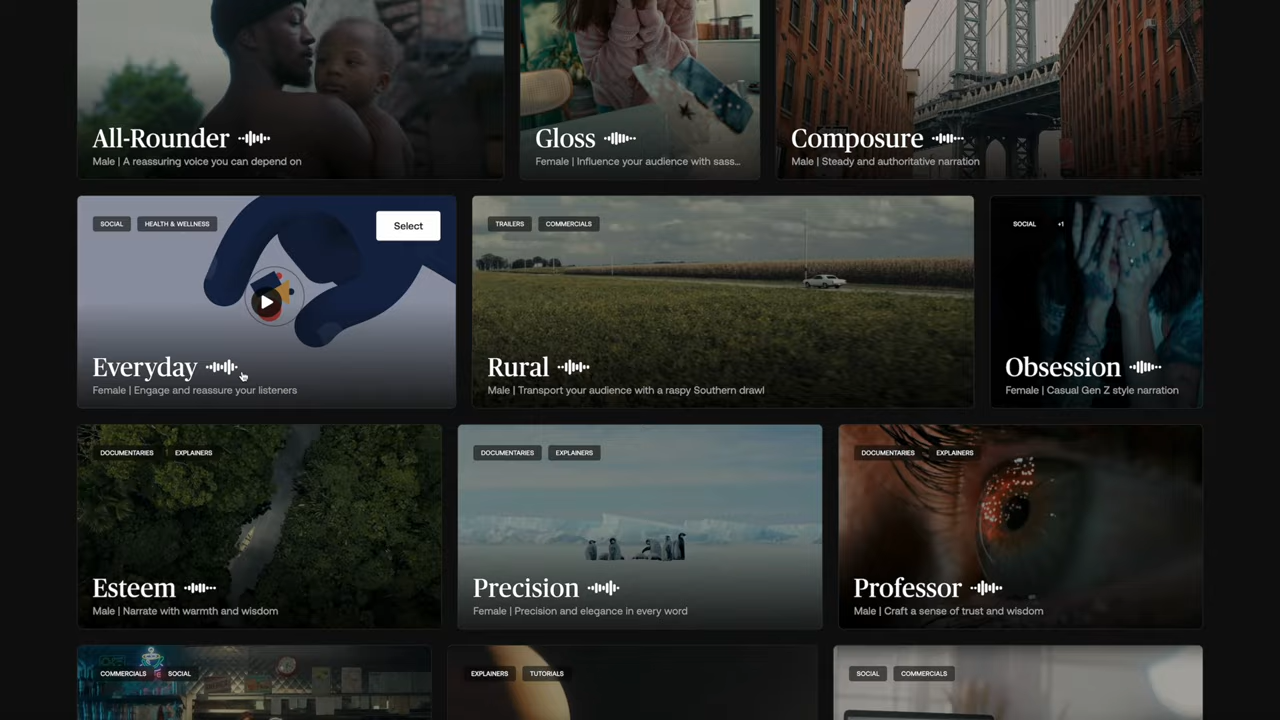 All-Rounder
Male | A reassuring voice you can depend on
Gloss
Female | Influence your audience with sass...
Composure
Male | Steady and authoritative narration
SOCIAL
HEALTH & WELLNESS
Select
Everyday
Female | Engage and reassure your listeners
TRAILERS
COMMERCIALS
Rural
Male | Transport your audience with a raspy Southern drawl
SOCIAL
+1
Obsession
Female | Casual Gen Z style narration
DOCUMENTARIES
EXPLAINERS
Esteem
Male | Narrate with warmth and wisdom
DOCUMENTARIES
EXPLAINERS
Precision
Female | Precision and elegance in every word
DOCUMENTARIES
EXPLAINERS
Professor
Male | Craft a sense of trust and wisdom
COMMERCIALS
SOCIAL
EXPLAINERS
TUTORIALS
SOCIAL
COMMERCIALS